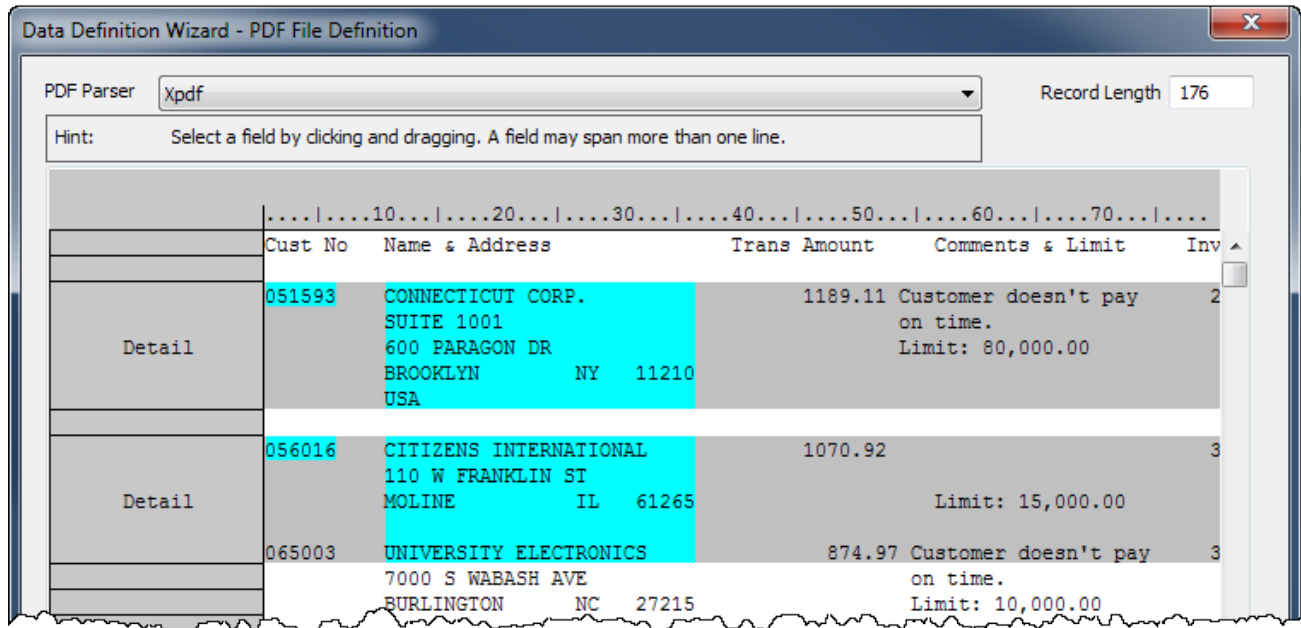 Data Definition Wizard - PDF File Definition
PDF Parser Xpdf Record Length 176
Hint: Select a field by clicking and dragging. A field may span more than one line.
....|....10...|....20...|....30...|....40...|....50...|....60...|....70...|....
Cust No Name & Address Trans Amount Comments & Limit Inv
051593 CONNECTICUT CORP. 1189.11 Customer doesn't pay 2
SUITE 1001 on time.
Detail 600 PARAGON DR Limit: 80,000.00
BROOKLYN NY 11210
USA
056016 CITIZENS INTERNATIONAL 1070.92 3
110 W FRANKLIN ST
Detail MOLINE IL 61265 Limit: 15,000.00
065003 UNIVERSITY ELECTRONICS 874.97 Customer doesn't pay 3
7000 S WABASH AVE on time.
BURLINGTON NC 27215 Limit: 10,000.00